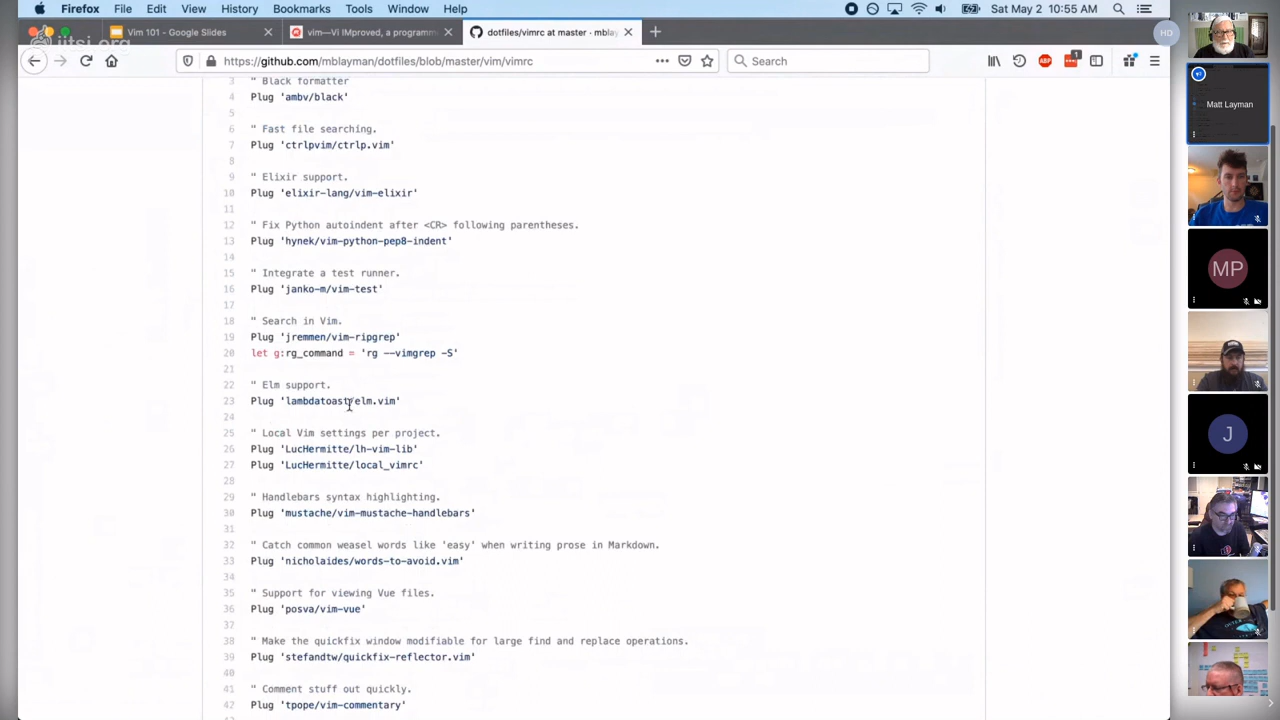 Firefox File Edit View History Bookmarks Tools Window Help Sat May 2 10:55 AM
jitsi.org
Vim 101 - Google Slides
vim—Vi IMproved, a programm
dotfiles/vimrc at master · mblay
https://github.com/mblayman/dotfiles/blob/master/vim/vimrc
Search
ABP
1
HD
3 " Black formatter
4 Plug 'ambv/black'
5
6 " Fast file searching.
7 Plug 'ctrlpvim/ctrlp.vim'
8
9 " Elixir support.
10 Plug 'elixir-lang/vim-elixir'
11
12 " Fix Python autoindent after <CR> following parentheses.
13 Plug 'hynek/vim-python-pep8-indent'
14
15 " Integrate a test runner.
16 Plug 'janko-m/vim-test'
17
18 " Search in Vim.
19 Plug 'jremmen/vim-ripgrep'
20 let g:rg_command = 'rg --vimgrep -S'
21
22 " Elm support.
23 Plug 'lambdatoast/elm.vim'
24
25 " Local Vim settings per project.
26 Plug 'LucHermitte/lh-vim-lib'
27 Plug 'LucHermitte/local_vimrc'
28
29 " Handlebars syntax highlighting.
30 Plug 'mustache/vim-mustache-handlebars'
31
32 " Catch common weasel words like 'easy' when writing prose in Markdown.
33 Plug 'nicholaides/words-to-avoid.vim'
34
35 " Support for viewing Vue files.
36 Plug 'posva/vim-vue'
37
38 " Make the quickfix window modifiable for large find and replace operations.
39 Plug 'stefandtw/quickfix-reflector.vim'
40
41 " Comment stuff out quickly.
42 Plug 'tpope/vim-commentary'
Matt Layman
MP
J